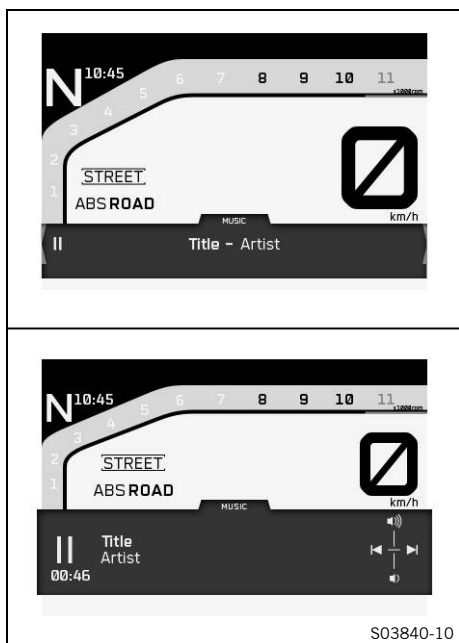 N 10:45
1 2 3 4 5 6 7 8 9 10 11
x1000rpm
STREET
ABS ROAD
0
km/h
MUSIC
Title – Artist
N 10:45
1 2 3 4 5 6 7 8 9 10 11
x1000rpm
STREET
ABS ROAD
0
km/h
MUSIC
Title
Artist
00:46
S03840-10